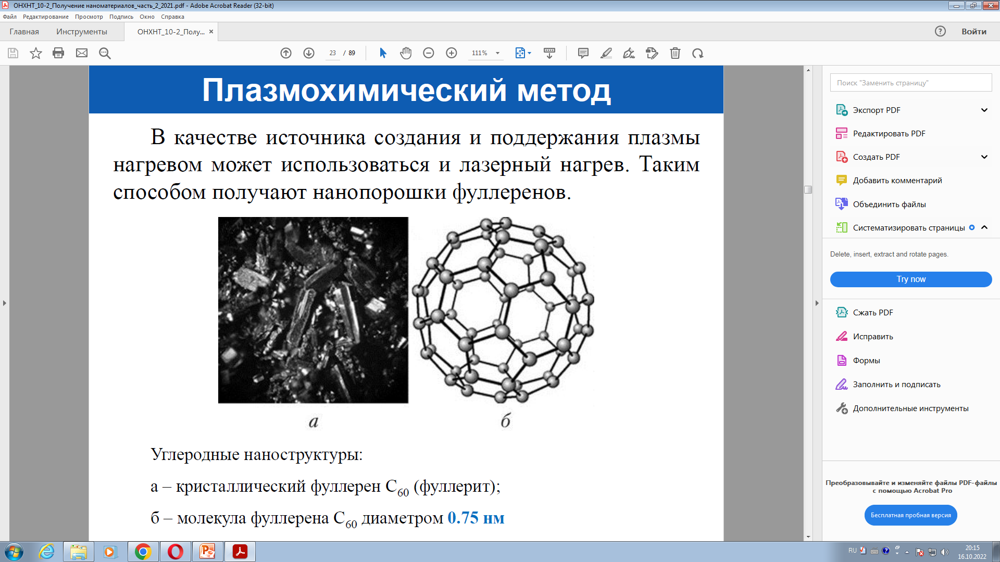 ОНХНТ_10-2_Получение наноматериалов_часть_2_2021.pdf - Adobe Acrobat Reader (32-bit)
Файл Редактирование Просмотр Подпись Окно Справка
Главная Инструменты ОНХНТ_10-2_Полу... × Войти
23 / 89 111%
Плазмохимический метод
В качестве источника создания и поддержания плазмы
нагревом может использоваться и лазерный нагрев. Таким
способом получают нанопорошки фуллеренов.
а б
Углеродные наноструктуры:
а – кристаллический фуллерен С60 (фуллерит);
б – молекула фуллерена С60 диаметром 0.75 нм
Поиск "Заменить страницу"
Экспорт PDF
Редактировать PDF
Создать PDF
Добавить комментарий
Объединить файлы
Систематизировать страницы
Delete, insert, extract and rotate pages.
Try now
Сжать PDF
Исправить
Формы
Заполнить и подписать
Дополнительные инструменты
Преобразовывайте и изменяйте файлы PDF-файлы
с помощью Acrobat Pro
Бесплатная пробная версия
RU 20:15
16.10.2022